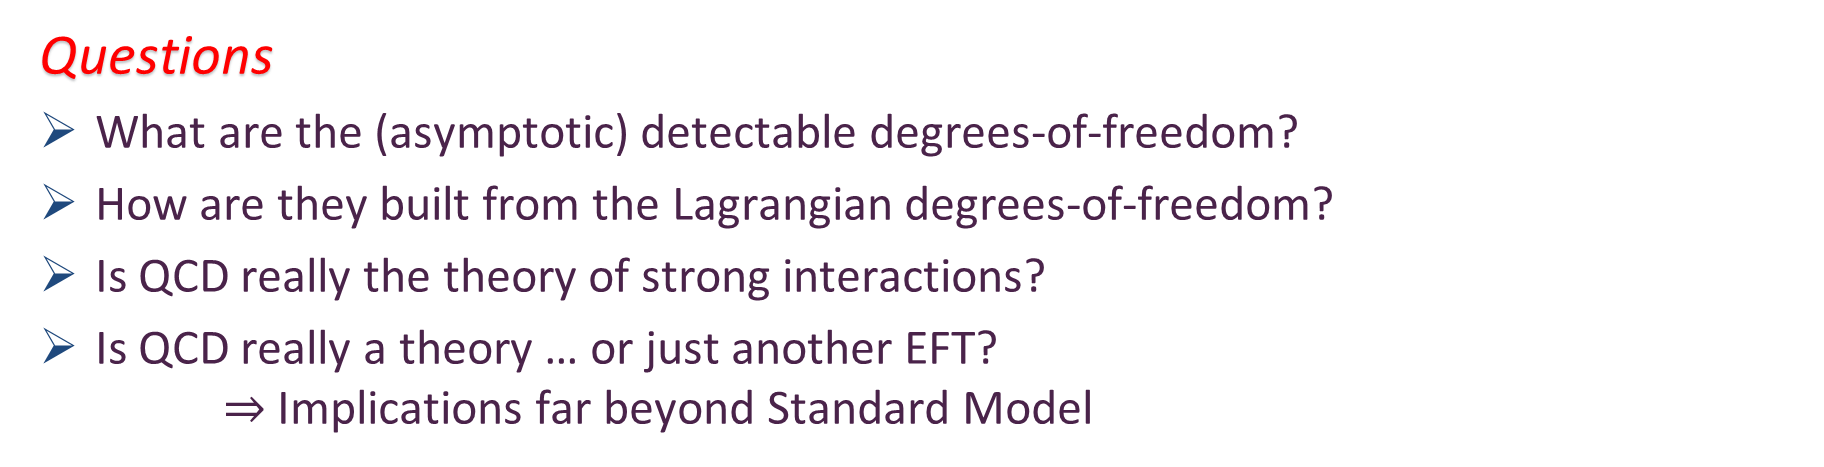 Questions
➢ What are the (asymptotic) detectable degrees-of-freedom?
➢ How are they built from the Lagrangian degrees-of-freedom?
➢ Is QCD really the theory of strong interactions?
➢ Is QCD really a theory … or just another EFT?
⇒ Implications far beyond Standard Model